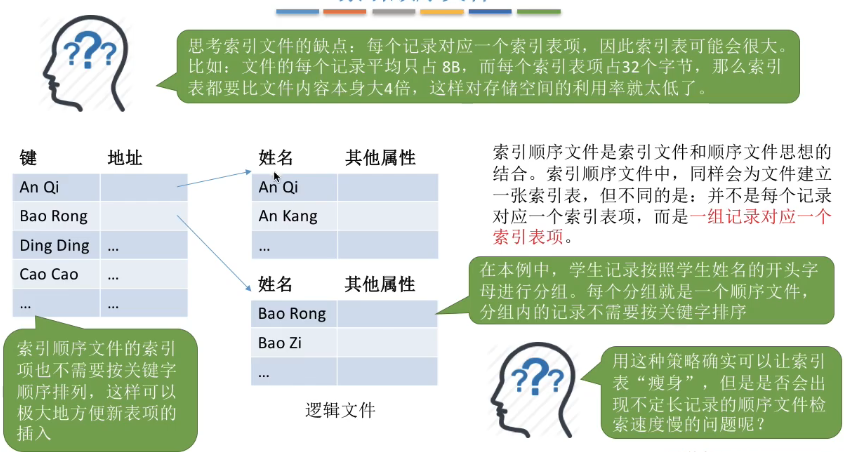 思考索引文件的缺点：每个记录对应一个索引表项，因此索引表可能会很大。
比如：文件的每个记录平均只占 8B，而每个索引表项占32个字节，那么索引
表都要比文件内容本身大4倍，这样对存储空间的利用率就太低了。
键 地址
An Qi
Bao Rong
Ding Ding …
Cao Cao …
… …
姓名 其他属性
An Qi
An Kang
…
姓名 其他属性
Bao Rong
Bao Zi
…
逻辑文件
索引顺序文件是索引文件和顺序文件思想的
结合。索引顺序文件中，同样会为文件建立
一张索引表，但不同的是：并不是每个记录
对应一个索引表项，而是一组记录对应一个
索引表项。
在本例中，学生记录按照学生姓名的开头字
母进行分组。每个分组就是一个顺序文件，
分组内的记录不需要按关键字排序
索引顺序文件的索引
项也不需要按关键字
顺序排列，这样可以
极大地方便新表项的
插入
用这种策略确实可以让索引
表“瘦身”，但是是否会出
现不定长记录的顺序文件检
索速度慢的问题呢？